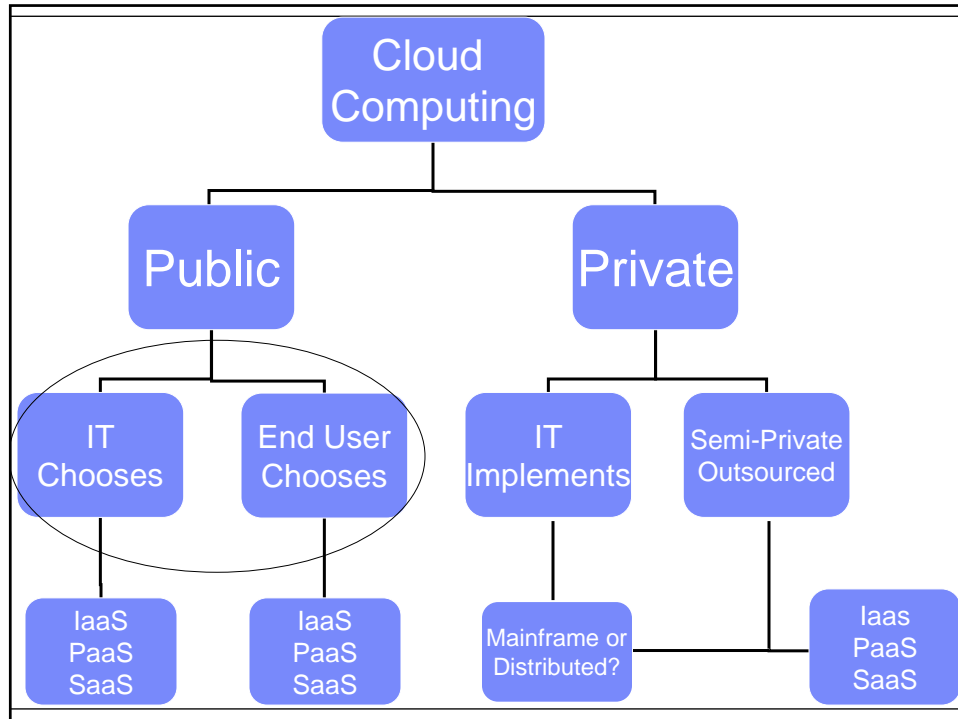 Cloud
Computing
Public
Private
IT
Chooses
End User
Chooses
IT
Implements
Semi-Private
Outsourced
IaaS
PaaS
SaaS
IaaS
PaaS
SaaS
Mainframe or
Distributed?
Iaas
PaaS
SaaS